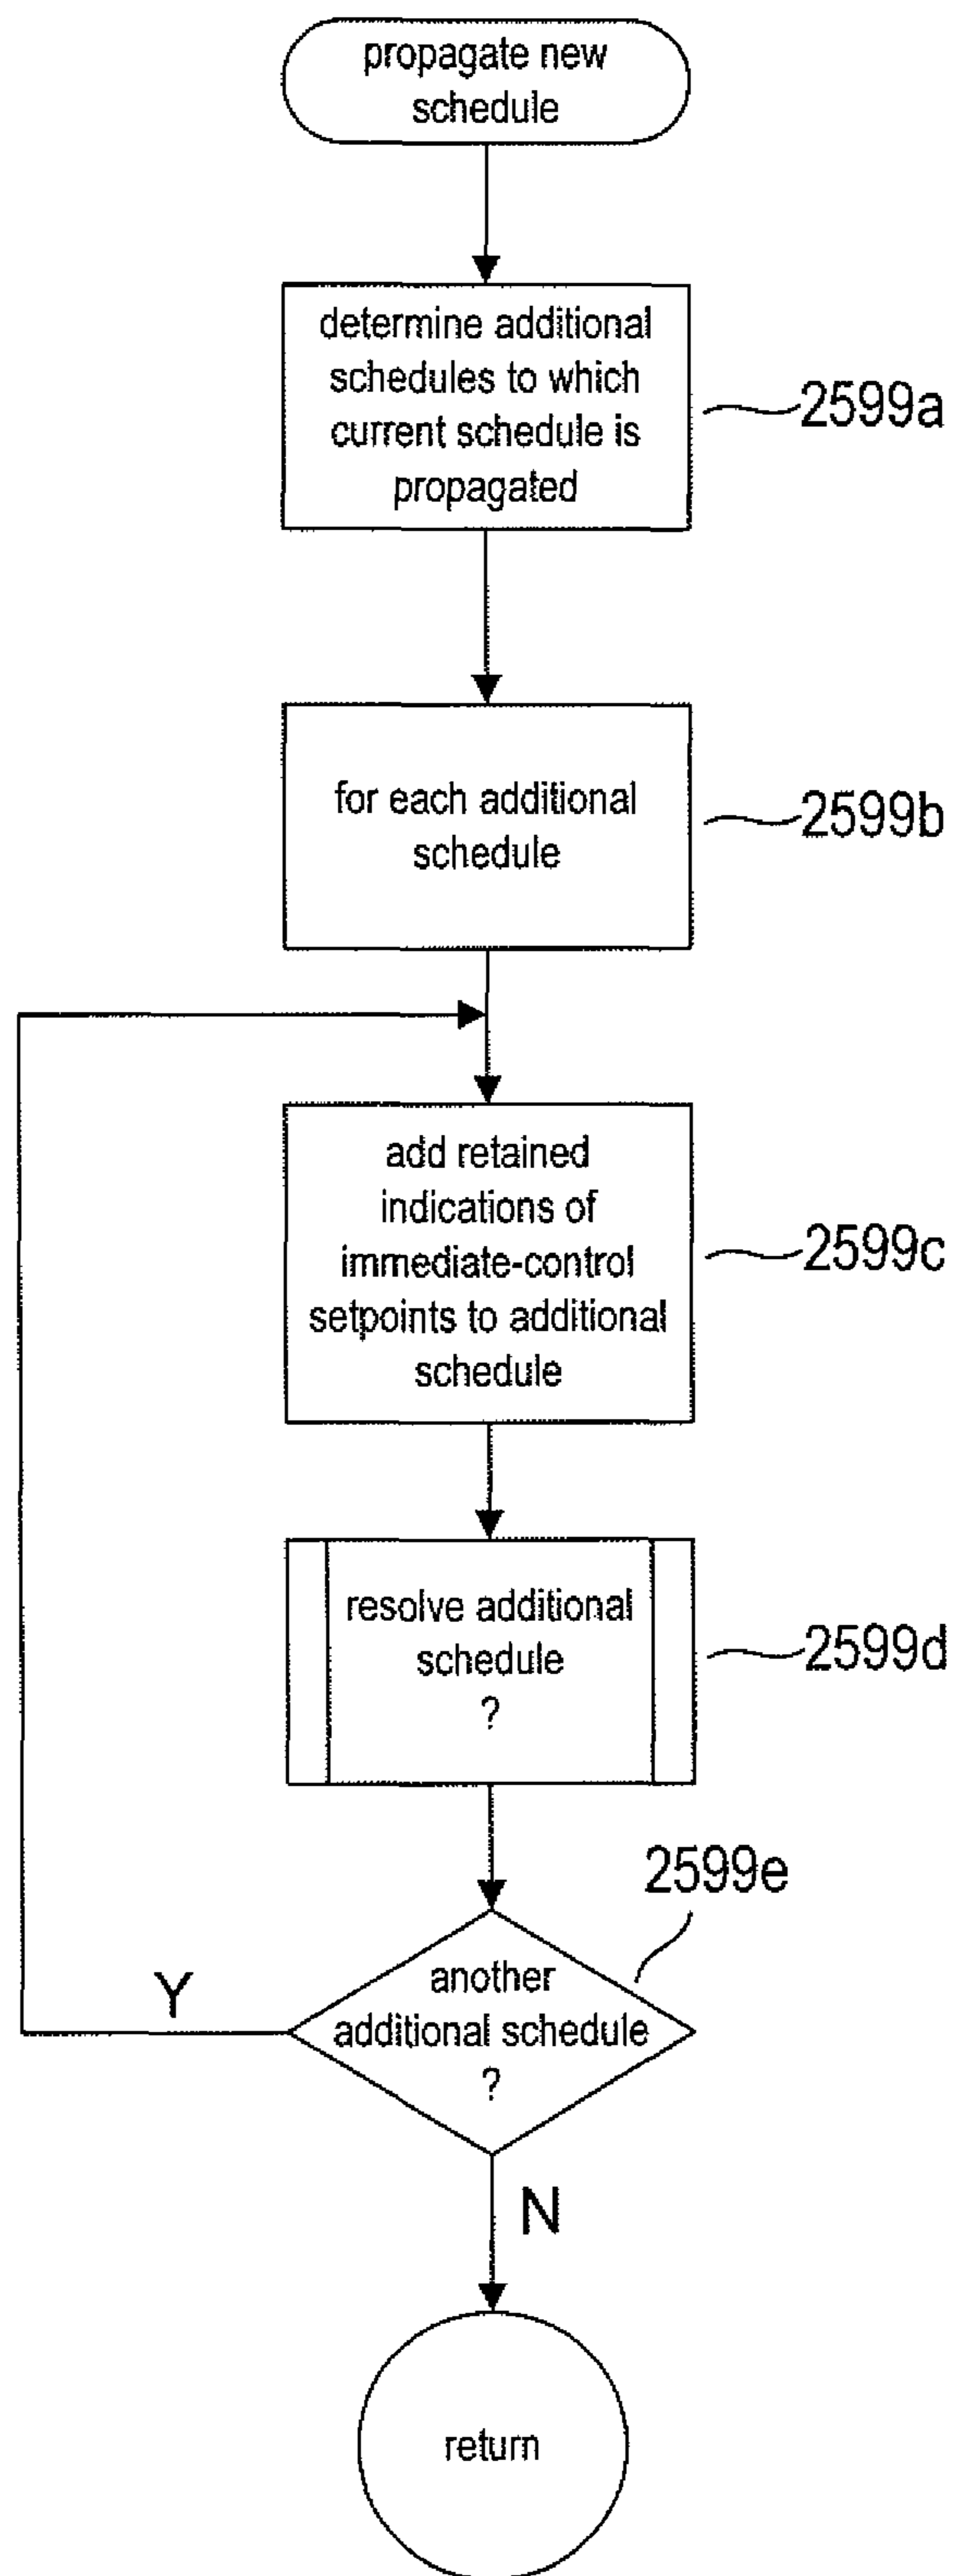 propagate new
schedule
determine additional
schedules to which
current schedule is
propagated
2599a
for each additional
schedule
2599b
add retained
indications of
immediate-control
setpoints to additional
schedule
2599c
resolve additional
schedule
?
2599d
2599e
another
additional schedule
?
Y
N
return